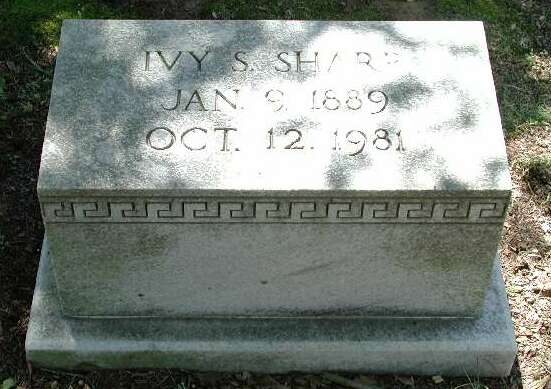 IVY S. SHARP
JAN. 9, 1889
OCT. 12. 1981